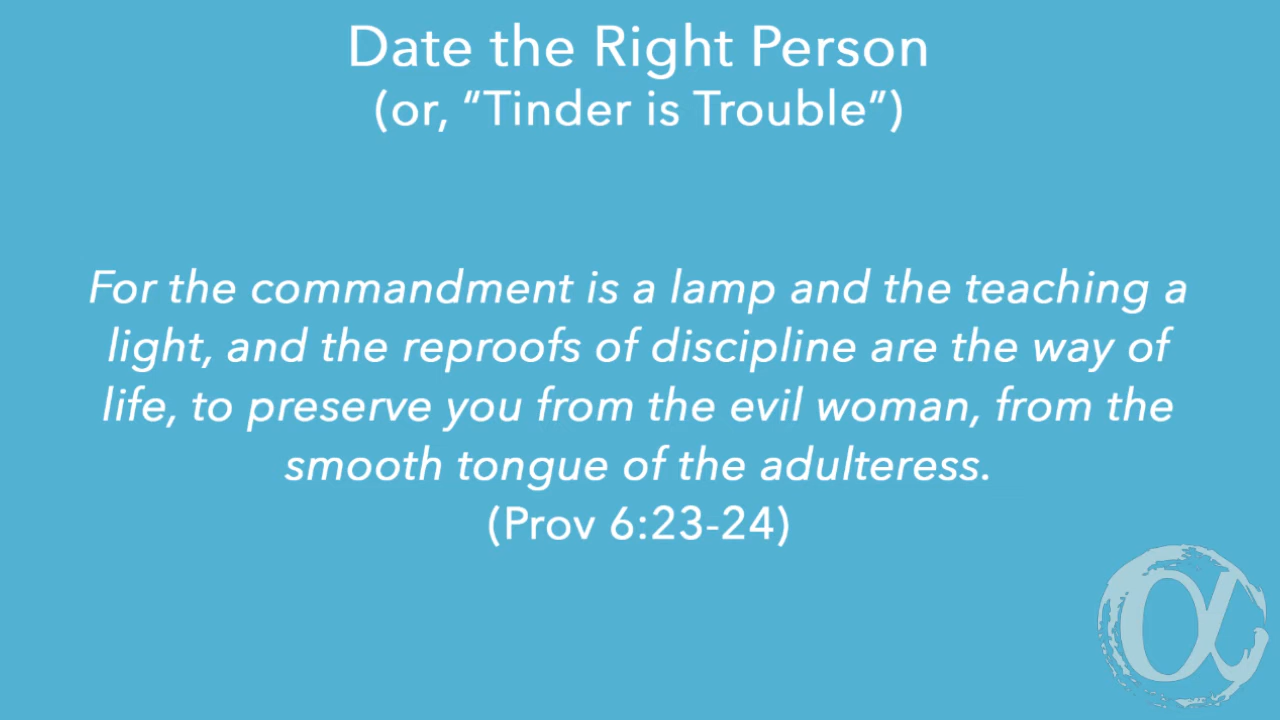 Date the Right Person
(or, “Tinder is Trouble”)
For the commandment is a lamp and the teaching a
light, and the reproofs of discipline are the way of
life, to preserve you from the evil woman, from the
smooth tongue of the adulteress.
(Prov 6:23-24)
α